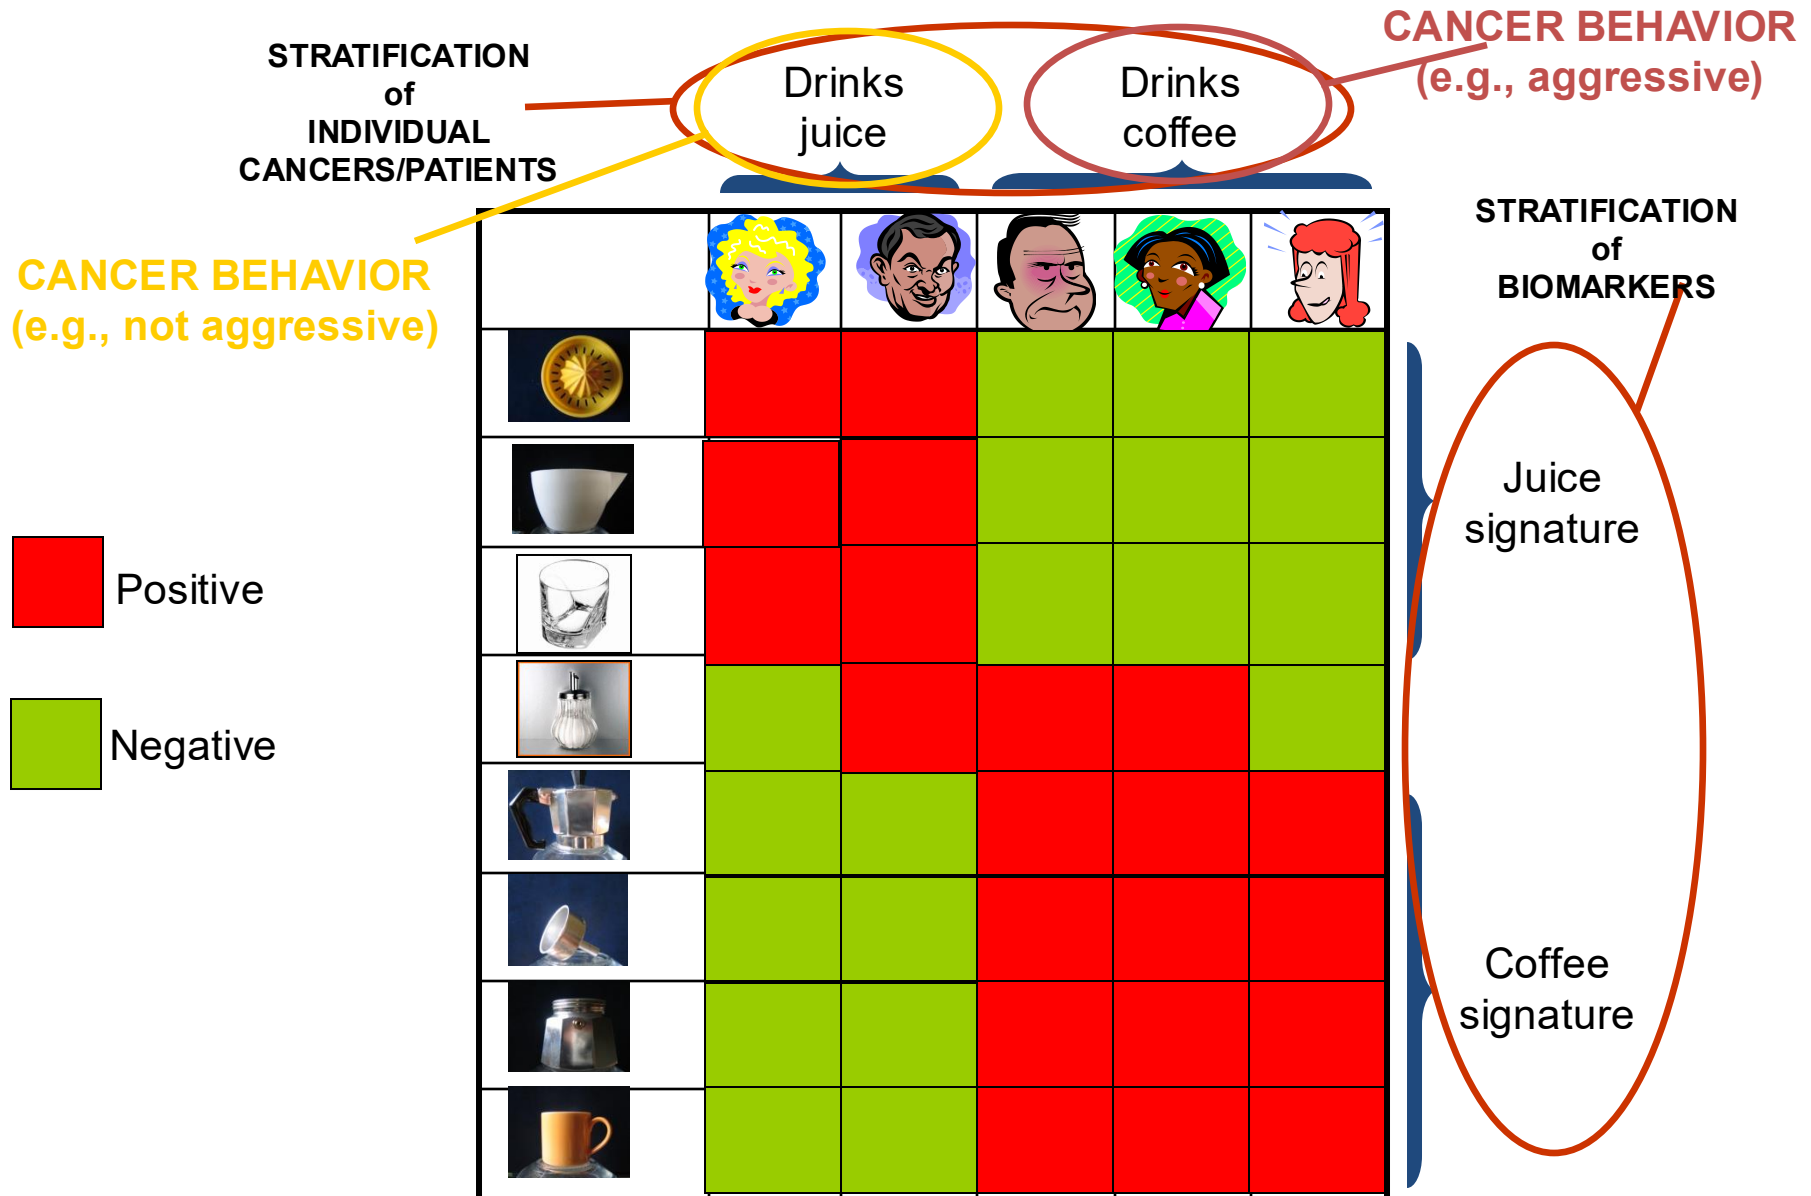 STRATIFICATION
of
INDIVIDUAL
CANCERS/PATIENTS
Drinks
juice
Drinks
coffee
CANCER BEHAVIOR
(e.g., aggressive)
CANCER BEHAVIOR
(e.g., not aggressive)
STRATIFICATION
of
BIOMARKERS
Positive
Negative
Juice
signature
Coffee
signature